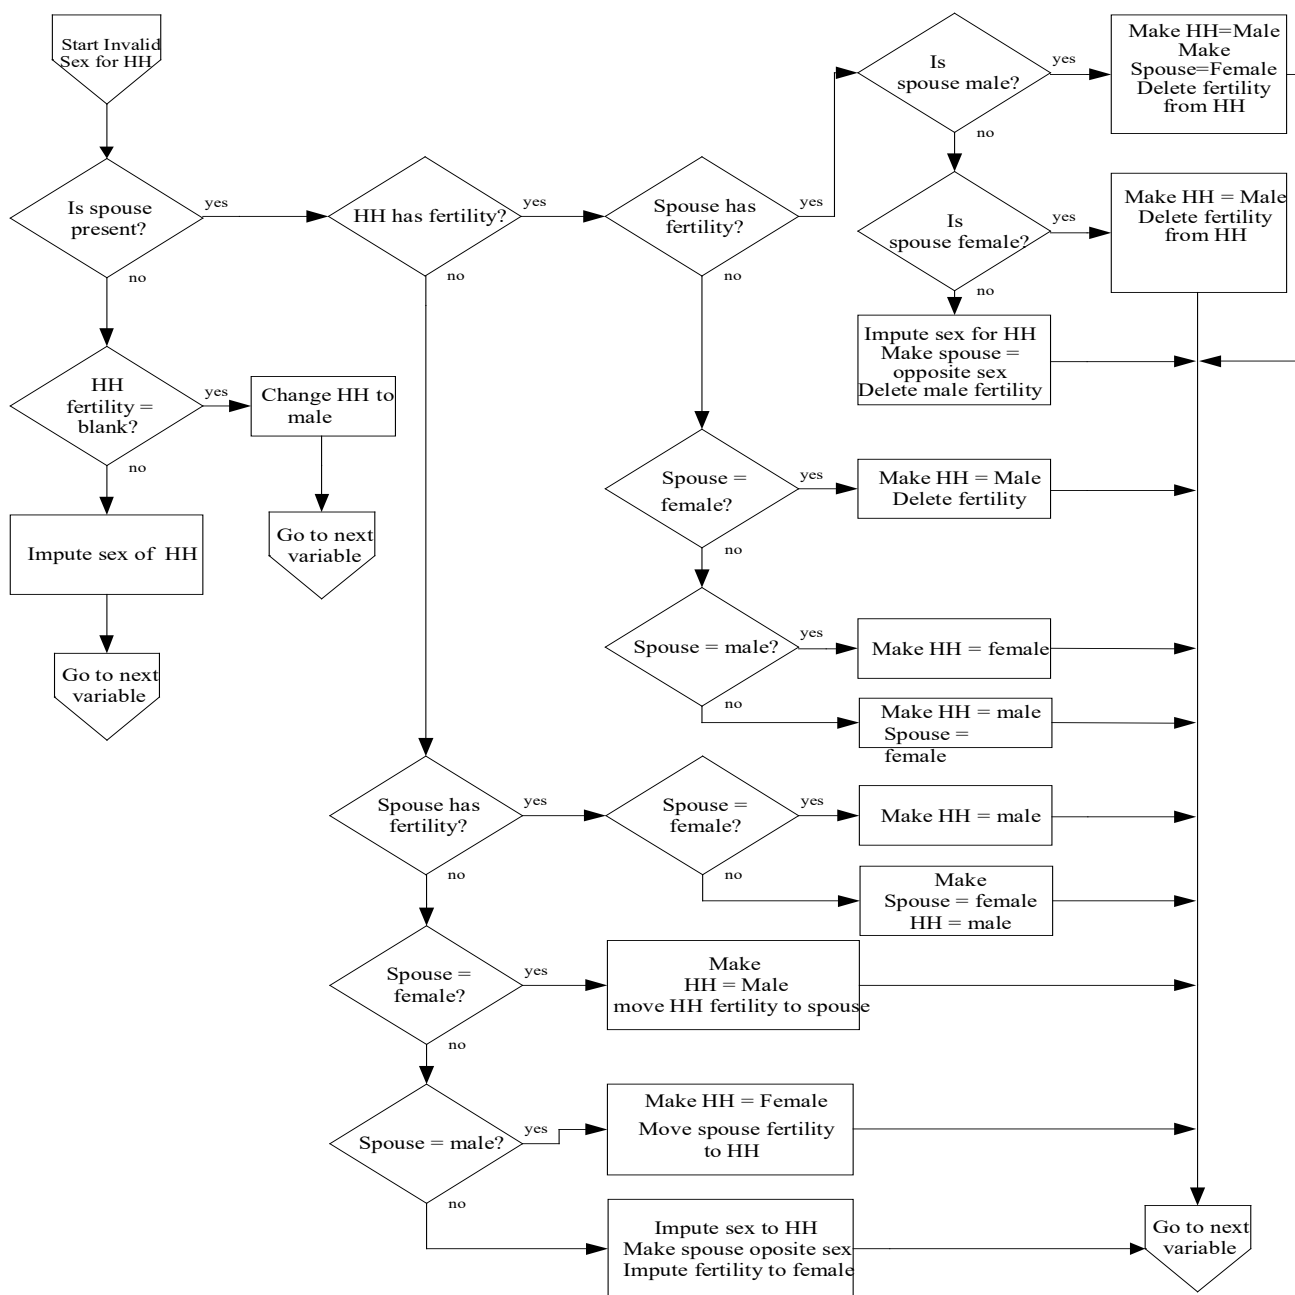 Start Invalid
Sex for HH
Is spouse
present?
yes
no
HH
fertility =
blank?
yes
no
Change HH to
male
Go to next
variable
Impute sex of HH
Go to next
variable
HH has fertility?
yes
no
Spouse has
fertility?
yes
no
Is
spouse male?
yes
no
Make HH=Male
Make
Spouse=Female
Delete fertility
from HH
Is
spouse female?
yes
no
Make HH = Male
Delete fertility
from HH
Impute sex for HH
Make spouse =
opposite sex
Delete male fertility
Spouse =
female?
yes
no
Make HH = Male
Delete fertility
Spouse = male?
yes
no
Make HH = female
Make HH = male
Spouse =
female
Spouse has
fertility?
yes
no
Spouse =
female?
yes
no
Make HH = male
Make
Spouse = female
HH = male
Spouse =
female?
yes
no
Make
HH = Male
move HH fertility to spouse
Spouse = male?
yes
no
Make HH = Female
Move spouse fertility
to HH
Impute sex to HH
Make spouse oposite sex
Impute fertility to female
Go to next
variable